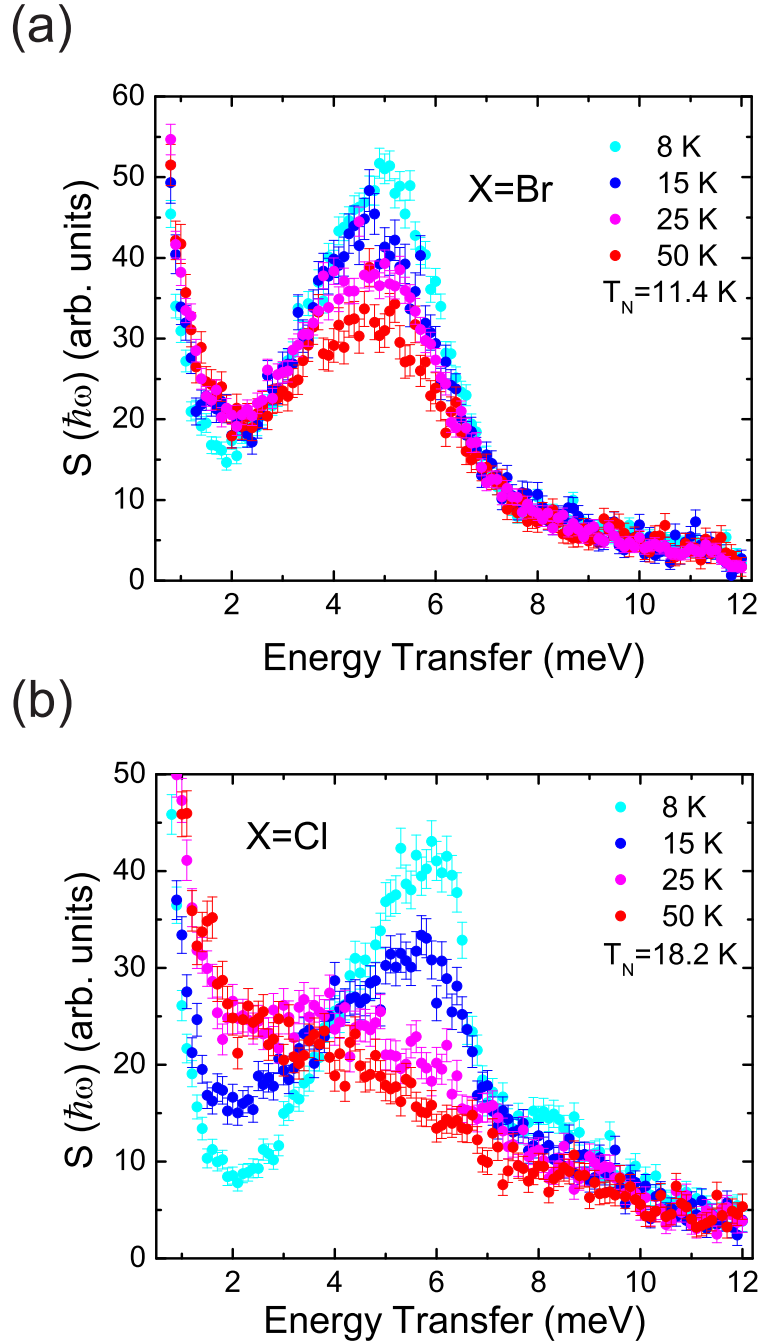 (a)
60
50
40
30
20
10
0
S (ħω) (arb. units)
X=Br
8 K
15 K
25 K
50 K
T_N=11.4 K
2 4 6 8 10 12
Energy Transfer (meV)
(b)
50
40
30
20
10
0
S (ħω) (arb. units)
X=Cl
8 K
15 K
25 K
50 K
T_N=18.2 K
2 4 6 8 10 12
Energy Transfer (meV)